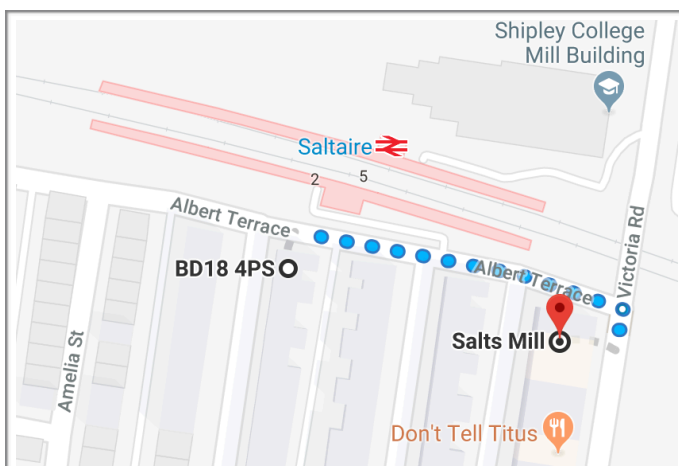 Shipley College
Mill Building
Saltaire
2
5
Albert Terrace
Victoria Rd
BD18 4PS
Albert Terrace
Salts Mill
Amelia St
Don't Tell Titus